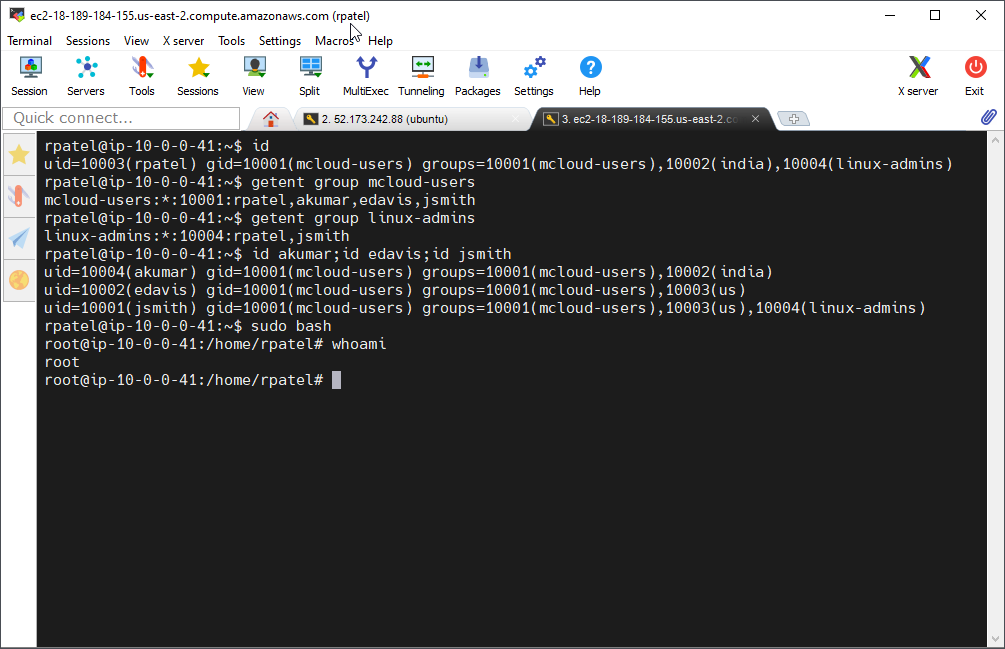 ec2-18-189-184-155.us-east-2.compute.amazonaws.com (rpatel)
Terminal Sessions View X server Tools Settings Macros Help
Session Servers Tools Sessions View Split MultiExec Tunneling Packages Settings Help X server Exit
Quick connect... 2. 52.173.242.88 (ubuntu) 3. ec2-18-189-184-155.us-east-2.co
rpatel@ip-10-0-0-41:~$ id
uid=10003(rpatel) gid=10001(mcloud-users) groups=10001(mcloud-users),10002(india),10004(linux-admins)
rpatel@ip-10-0-0-41:~$ getent group mcloud-users
mcloud-users:*:10001:rpatel,akumar,edavis,jsmith
rpatel@ip-10-0-0-41:~$ getent group linux-admins
linux-admins:*:10004:rpatel,jsmith
rpatel@ip-10-0-0-41:~$ id akumar;id edavis;id jsmith
uid=10004(akumar) gid=10001(mcloud-users) groups=10001(mcloud-users),10002(india)
uid=10002(edavis) gid=10001(mcloud-users) groups=10001(mcloud-users),10003(us)
uid=10001(jsmith) gid=10001(mcloud-users) groups=10001(mcloud-users),10003(us),10004(linux-admins)
rpatel@ip-10-0-0-41:~$ sudo bash
root@ip-10-0-0-41:/home/rpatel# whoami
root
root@ip-10-0-0-41:/home/rpatel#